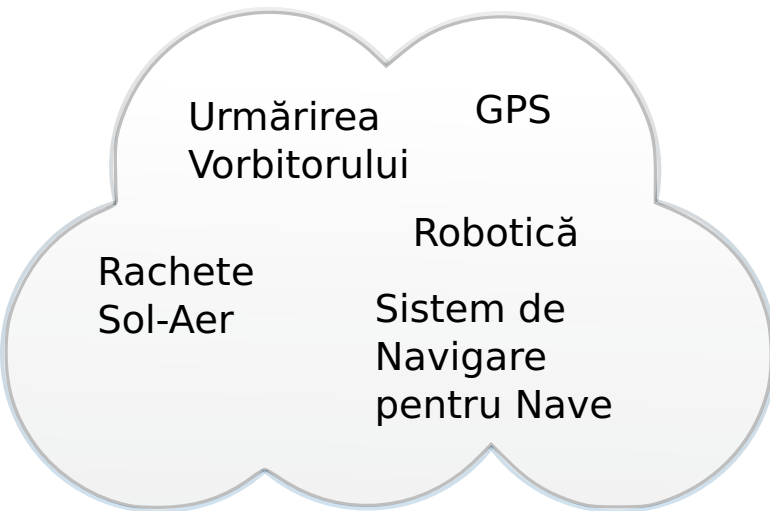 Urmărirea
Vorbitorului
GPS
Robotică
Rachete
Sol-Aer
Sistem de
Navigare
pentru Nave